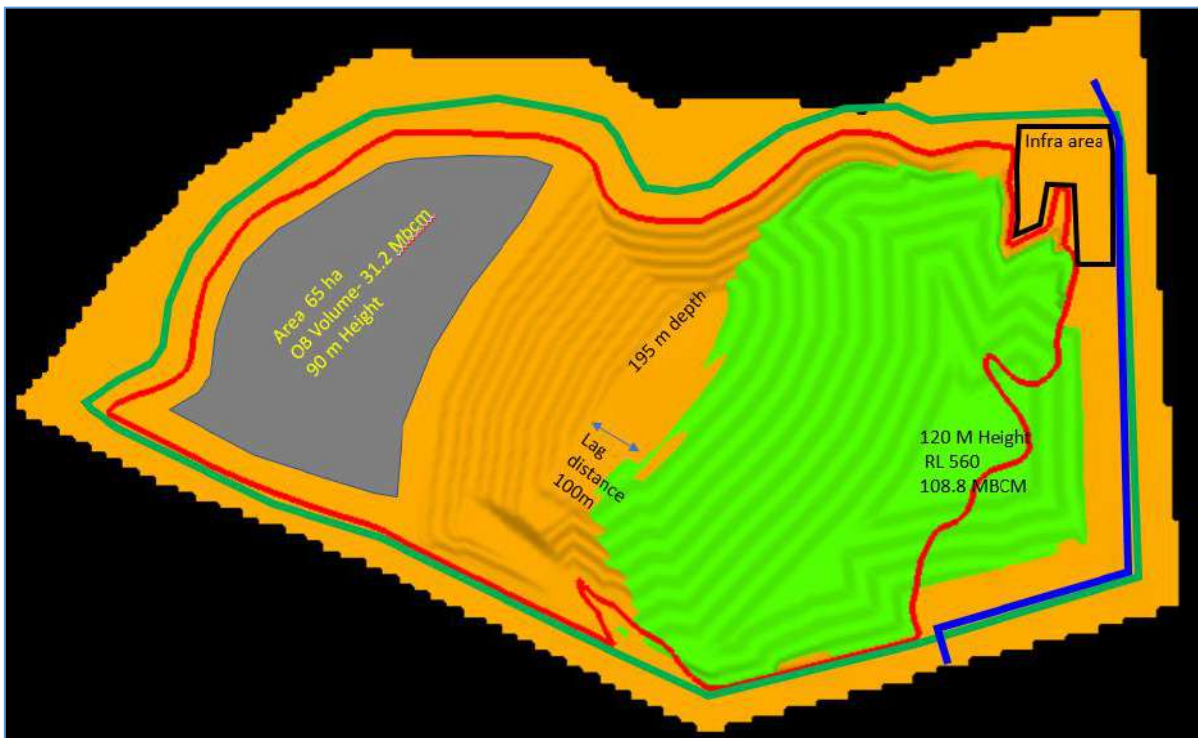 Infra area
Area 65 ha
OB Volume- 31.2 Mbcm
90 m Height
195 m depth
Lag
distance
100m
120 M Height
RL 560
108.8 MBCM